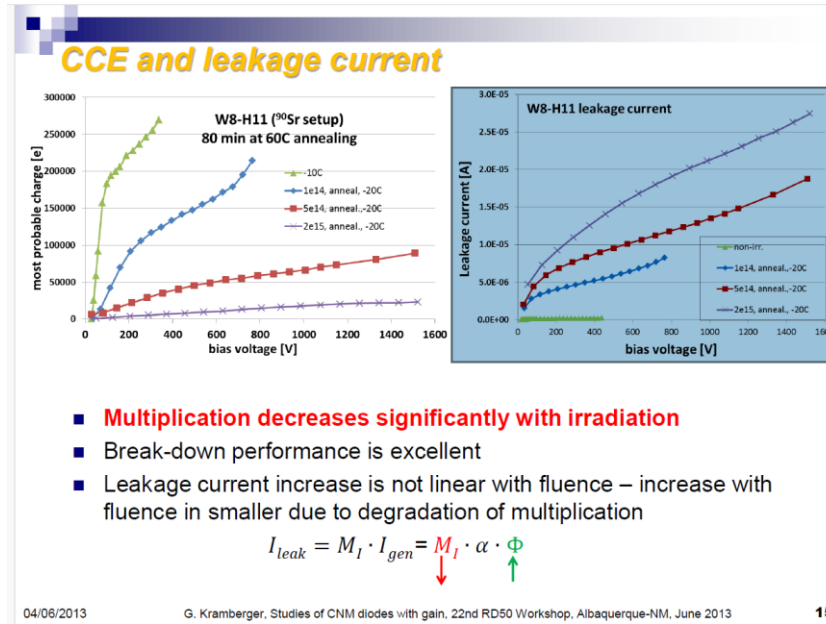 CCE and leakage current
W8-H11 (⁹⁰Sr setup)
80 min at 60C annealing
most probable charge [e]
300000
250000
200000
150000
100000
50000
0
-10C
1e14, anneal,-20C
5e14, anneal.,-20C
2e15, anneal., -20C
0 200 400 600 800 1000 1200 1400 1600
bias voltage [V]
W8-H11 leakage current
Leakage current [A]
3.0E-05
2.5E-05
2.0E-05
1.5E-05
1.0E-05
5.0E-06
0.0E+00
non-irr.
1e14, anneal.,-20C
5e14, anneal.,-20C
2e15, anneal., -20C
0 200 400 600 800 1000 1200 1400
bias voltage [V]
Multiplication decreases significantly with irradiation
Break-down performance is excellent
Leakage current increase is not linear with fluence – increase with
fluence in smaller due to degradation of multiplication
I_leak = M_I · I_gen = M_I · α · Φ
04/06/2013 G. Kramberger, Studies of CNM diodes with gain, 22nd RD50 Workshop, Albaquerque-NM, June 2013